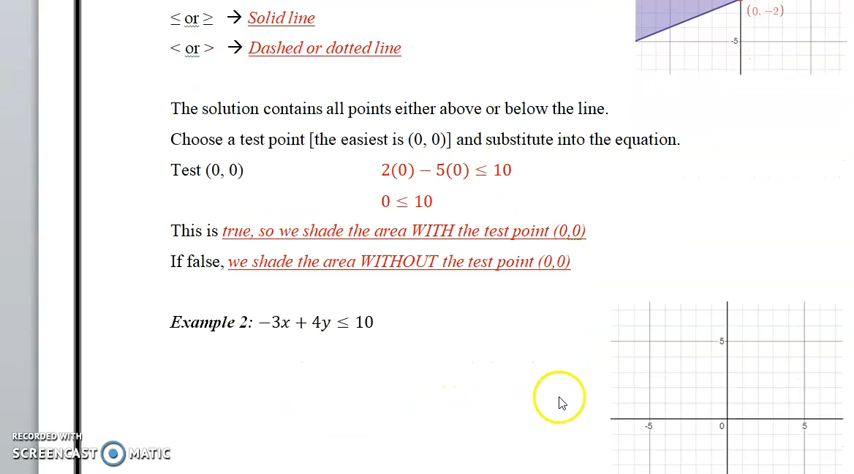 ≤ or ≥ → Solid line
< or > → Dashed or dotted line
(0, −2)
-5
The solution contains all points either above or below the line.
Choose a test point [the easiest is (0, 0)] and substitute into the equation.
Test (0, 0) 2(0) − 5(0) ≤ 10
0 ≤ 10
This is true, so we shade the area WITH the test point (0,0)
If false, we shade the area WITHOUT the test point (0,0)
Example 2: −3x + 4y ≤ 10
5
-5 0 5
RECORDED WITH
SCREENCAST MATIC